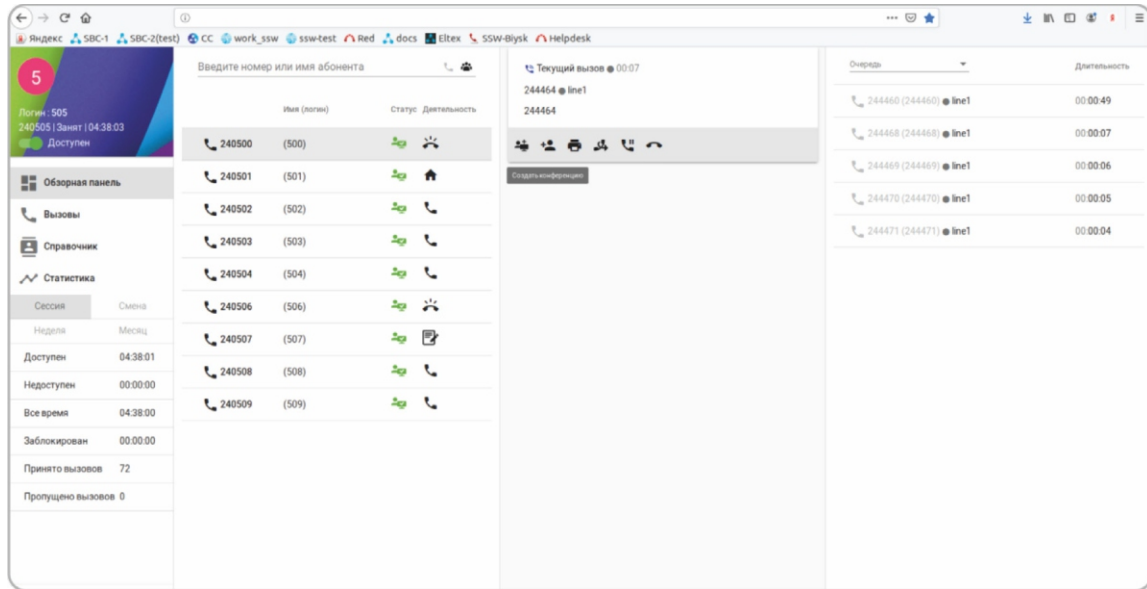 Яндекс SBC-1 SBC-2(test) CC work_ssw ssw-test Red docs Eltex SSW-Biysk Helpdesk
5
Логин : 505
240505 | Занят | 04:38:03
Доступен
Обзорная панель
Вызовы
Справочник
Статистика
Сессия Смена
Неделя Месяц
Доступен 04:38:01
Недоступен 00:00:00
Все время 04:38:00
Заблокирован 00:00:00
Принято вызовов 72
Пропущено вызовов 0
Введите номер или имя абонента
Имя (логин) Статус Деятельность
240500 (500)
240501 (501)
240502 (502)
240503 (503)
240504 (504)
240506 (506)
240507 (507)
240508 (508)
240509 (509)
Текущий вызов 00:07
244464 line1
244464
Создать конференцию
Очередь Длительность
244460 (244460) line1 00:00:49
244468 (244468) line1 00:00:07
244469 (244469) line1 00:00:06
244470 (244470) line1 00:00:05
244471 (244471) line1 00:00:04